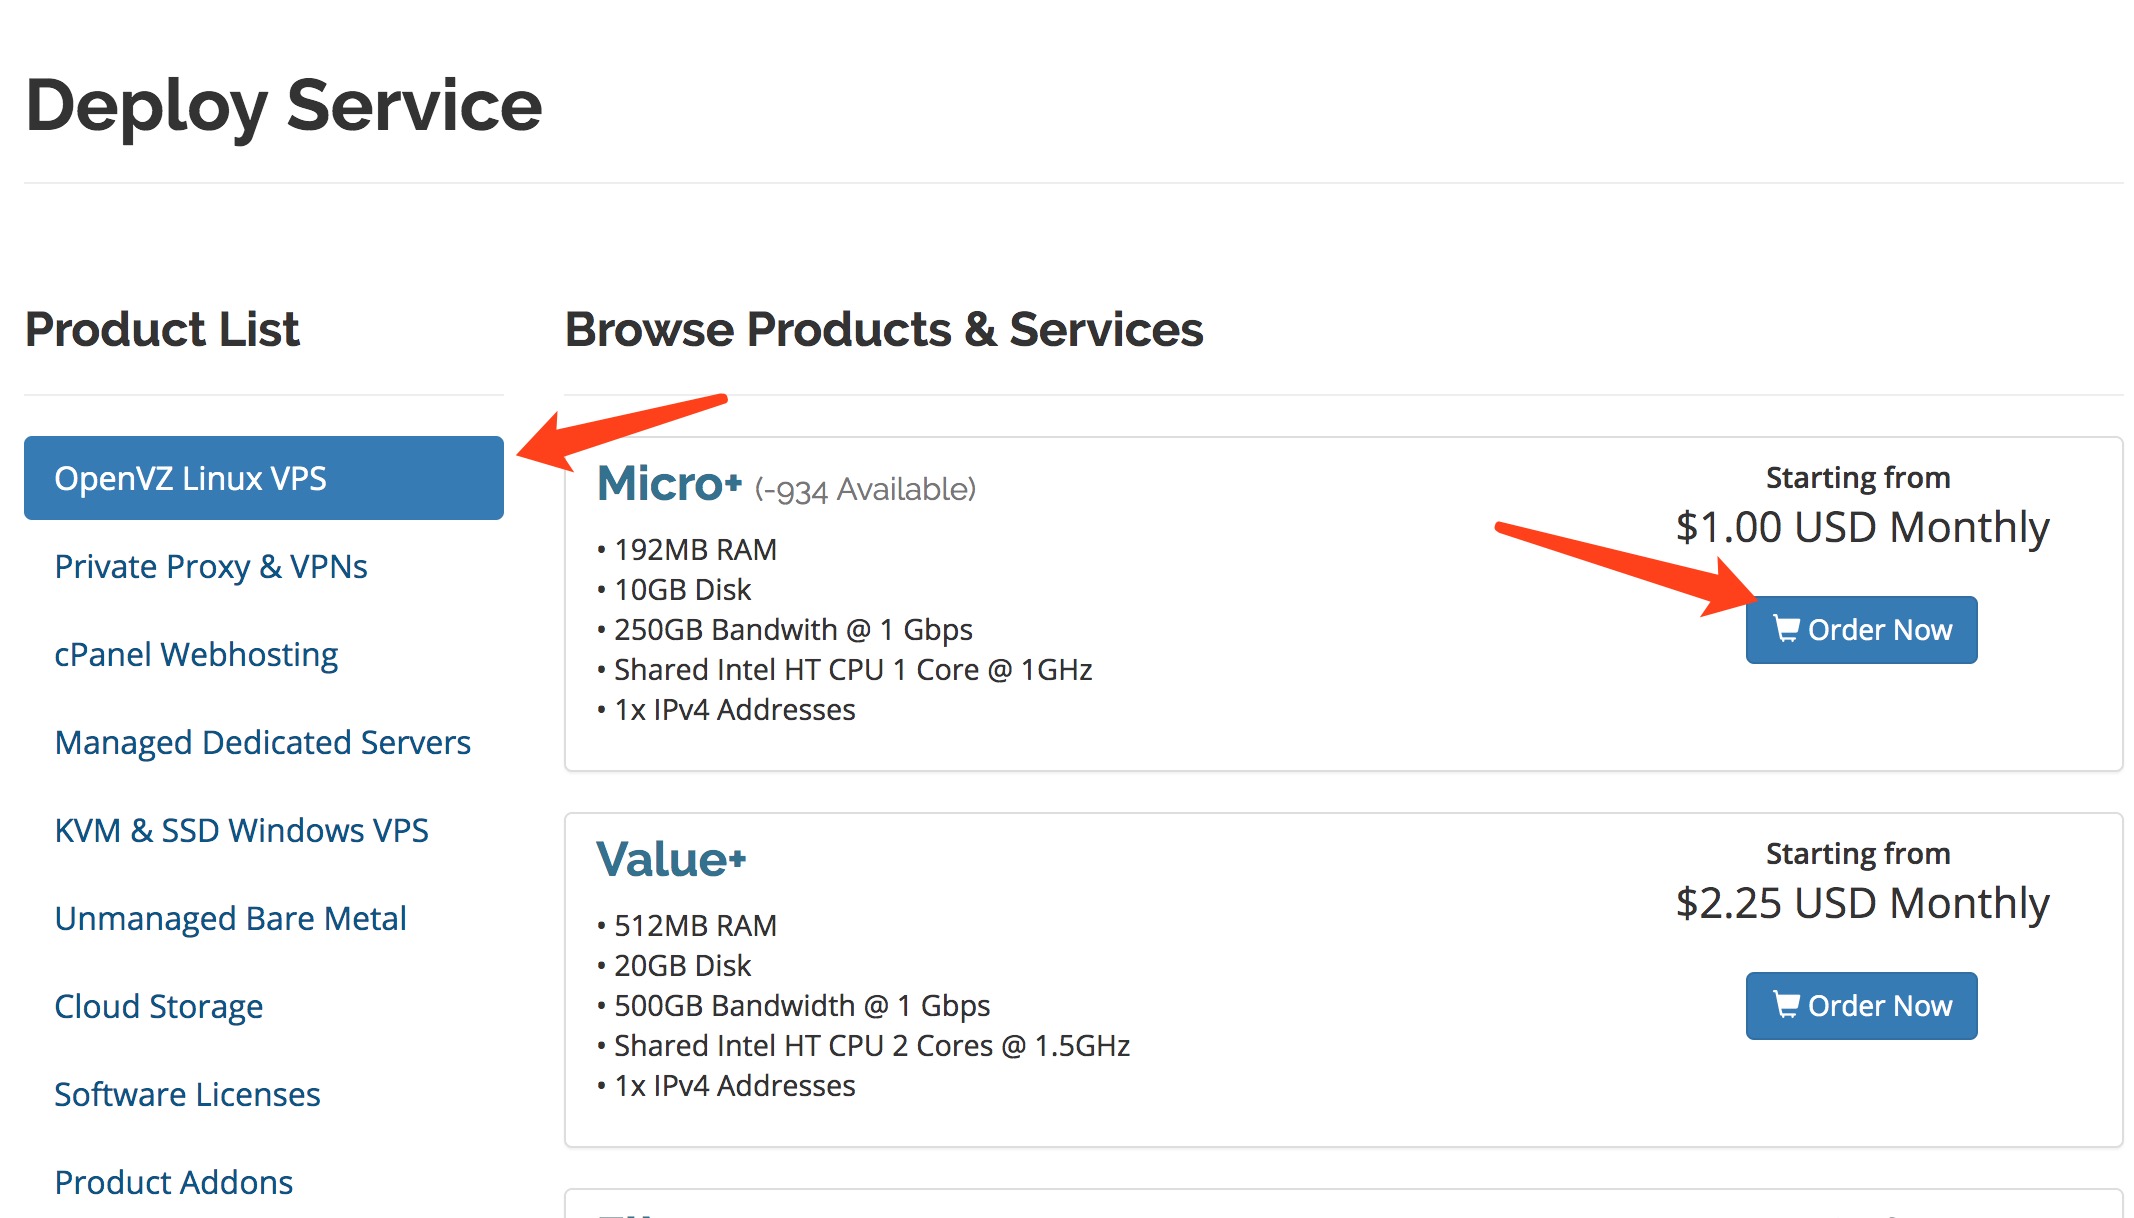 Deploy Service
Product List
OpenVZ Linux VPS
Private Proxy & VPNs
cPanel Webhosting
Managed Dedicated Servers
KVM & SSD Windows VPS
Unmanaged Bare Metal
Cloud Storage
Software Licenses
Product Addons
Browse Products & Services
Micro+ (-934 Available)
• 192MB RAM
• 10GB Disk
• 250GB Bandwith @ 1 Gbps
• Shared Intel HT CPU 1 Core @ 1GHz
• 1x IPv4 Addresses
Starting from
$1.00 USD Monthly
Order Now
Value+
• 512MB RAM
• 20GB Disk
• 500GB Bandwidth @ 1 Gbps
• Shared Intel HT CPU 2 Cores @ 1.5GHz
• 1x IPv4 Addresses
Starting from
$2.25 USD Monthly
Order Now